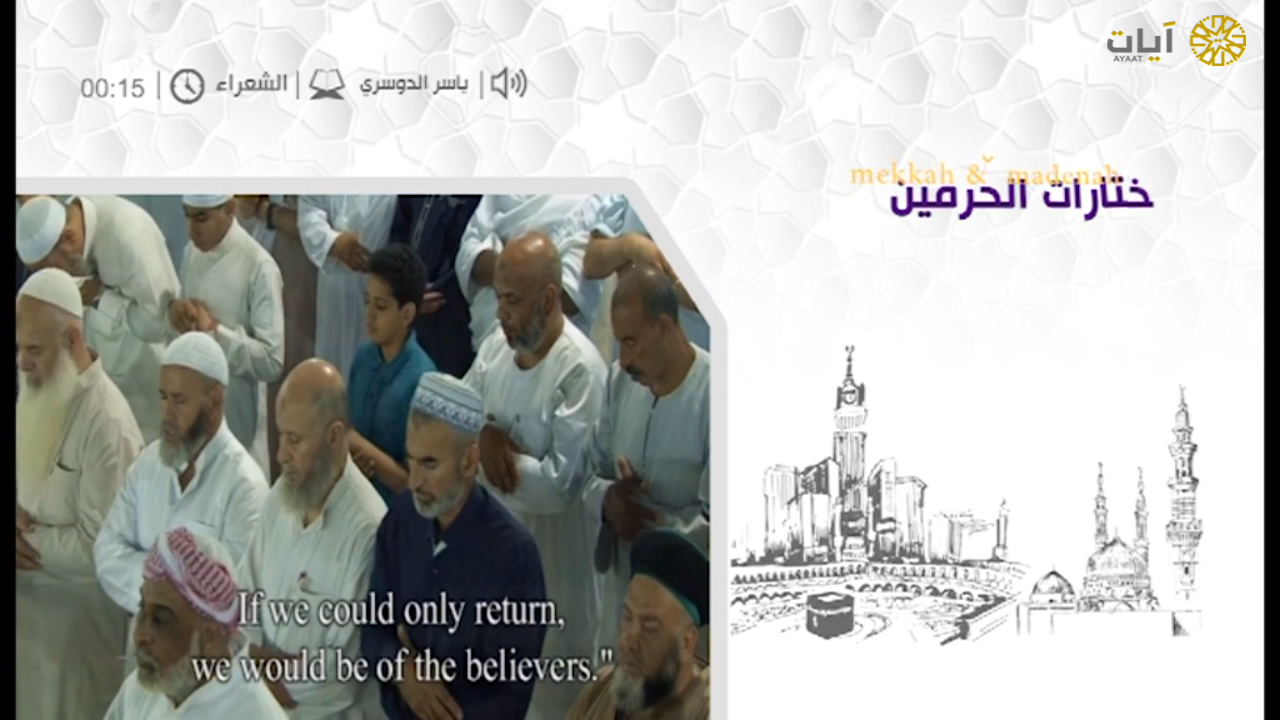 آيات
AYAAT
ياسر الدوسري | الشعراء | 00:15
mekkah & madenah
ختارات الحرمين
If we could only return,
we would be of the believers."